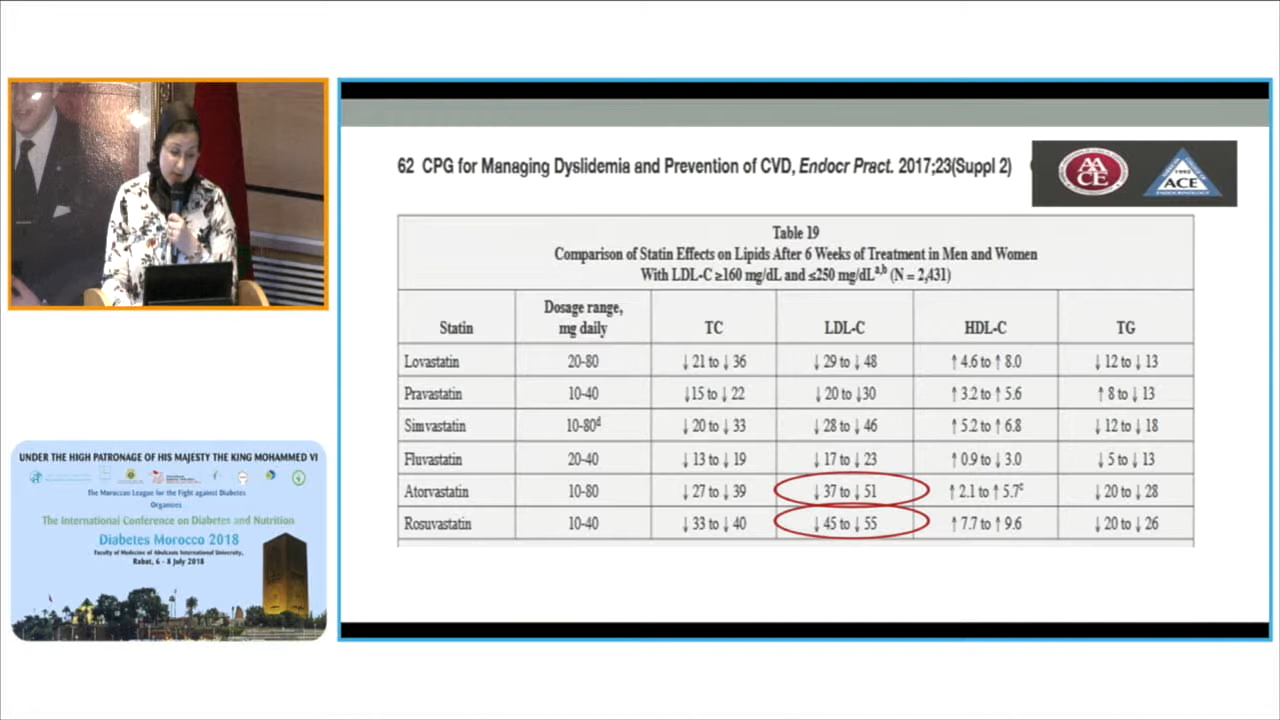 62 CPG for Managing Dyslidemia and Prevention of CVD, Endocr Pract. 2017;23(Suppl 2)
AACE
1992
ACE
Table 19
Comparison of Statin Effects on Lipids After 6 Weeks of Treatment in Men and Women
With LDL-C ≥160 mg/dL and ≤250 mg/dLa,b (N = 2,431)
Statin Dosage range, mg daily TC LDL-C HDL-C TG
Lovastatin 20-80 ↓ 21 to ↓ 36 ↓ 29 to ↓ 48 ↑ 4.6 to ↑ 8.0 ↓ 12 to ↓ 13
Pravastatin 10-40 ↓15 to ↓ 22 ↓ 20 to ↓30 ↑ 3.2 to ↑ 5.6 ↑ 8 to ↓ 13
Simvastatin 10-80d ↓ 20 to ↓ 33 ↓ 28 to ↓ 46 ↑ 5.2 to ↑ 6.8 ↓ 12 to ↓ 18
Fluvastatin 20-40 ↓ 13 to ↓ 19 ↓ 17 to ↓ 23 ↑ 0.9 to ↓ 3.0 ↓ 5 to ↓ 13
Atorvastatin 10-80 ↓ 27 to ↓ 39 ↓ 37 to ↓ 51 ↑ 2.1 to ↑ 5.7c ↓ 20 to ↓ 28
Rosuvastatin 10-40 ↓ 33 to ↓ 40 ↓ 45 to ↓ 55 ↑ 7.7 to ↑ 9.6 ↓ 20 to ↓ 26
UNDER THE HIGH PATRONAGE OF HIS MAJESTY THE KING MOHAMMED VI
The Moroccan League for the Fight against Diabetes
Organizes
The International Conference on Diabetes and Nutrition
Diabetes Morocco 2018
Faculty of Medicine of Abulcasis International University,
Rabat, 6 - 8 July 2018